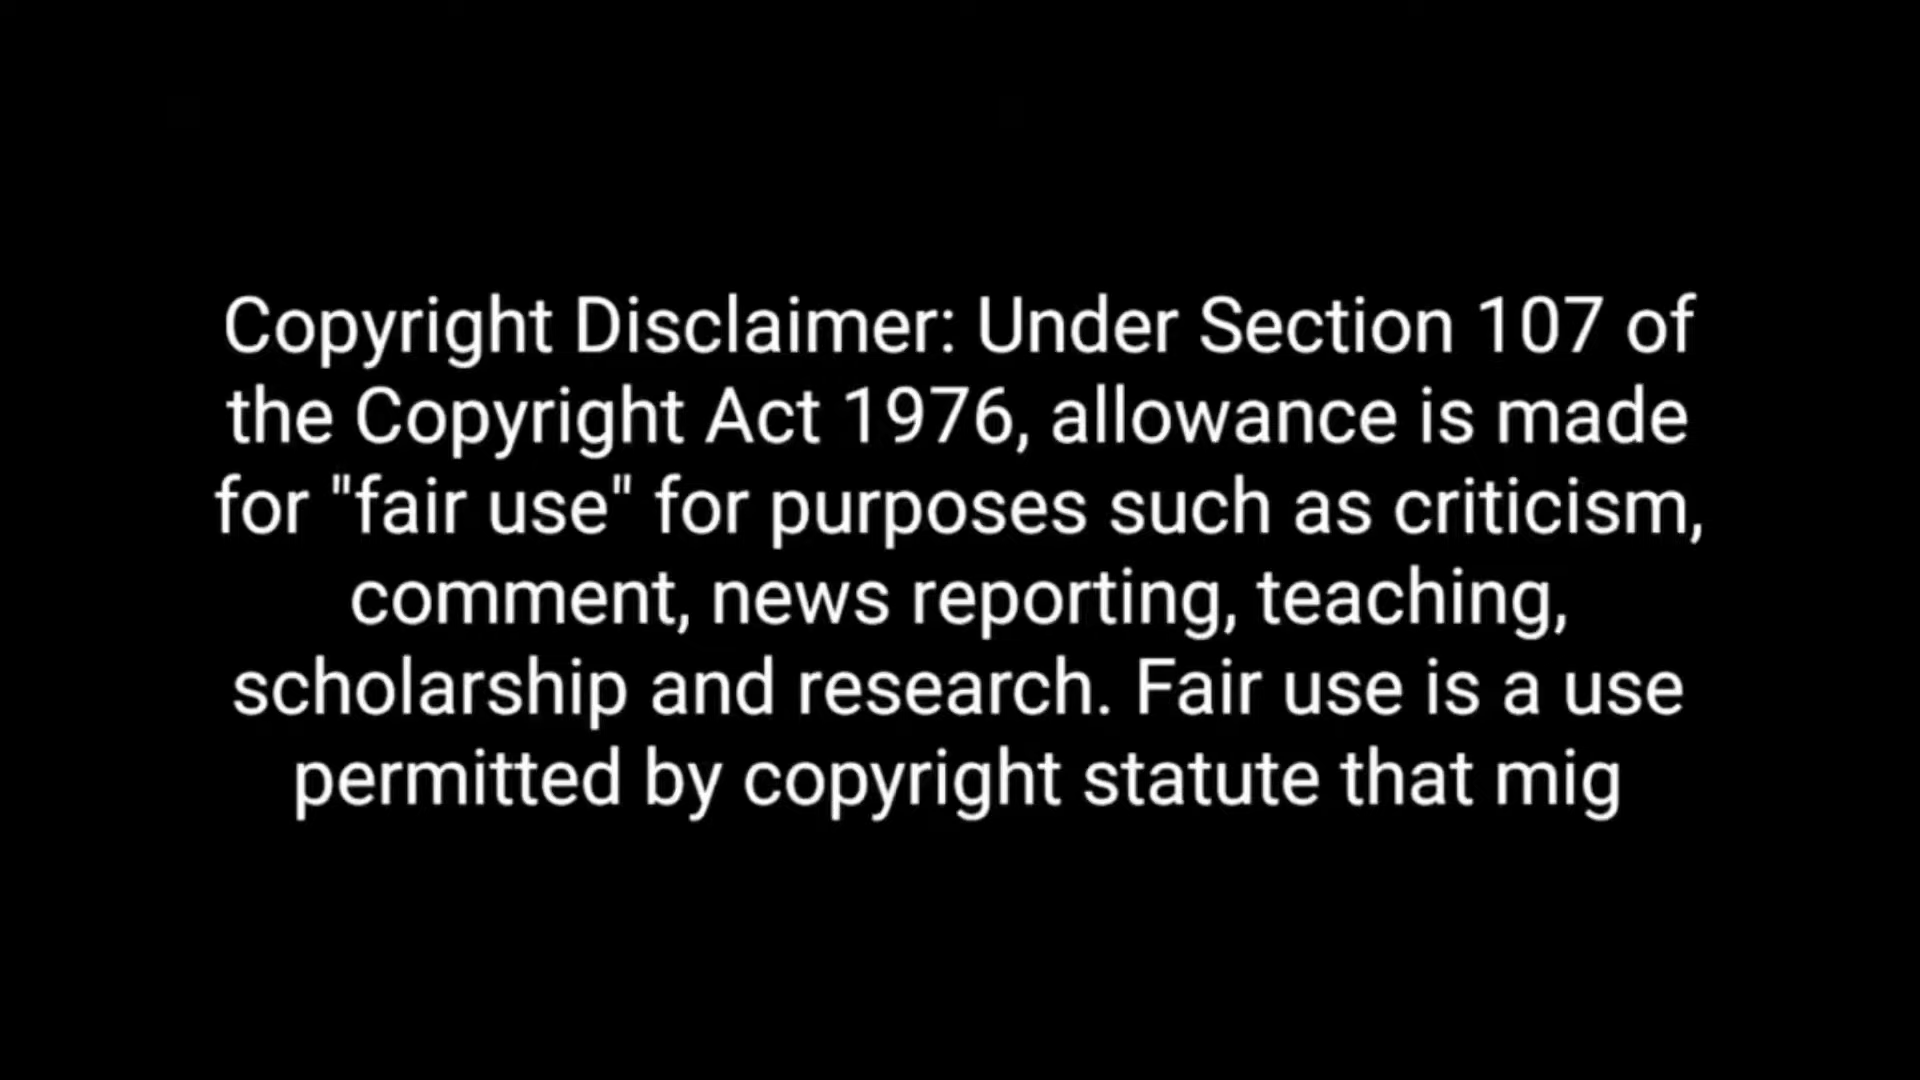 Copyright Disclaimer: Under Section 107 of
the Copyright Act 1976, allowance is made
for "fair use" for purposes such as criticism,
comment, news reporting, teaching,
scholarship and research. Fair use is a use
permitted by copyright statute that mig